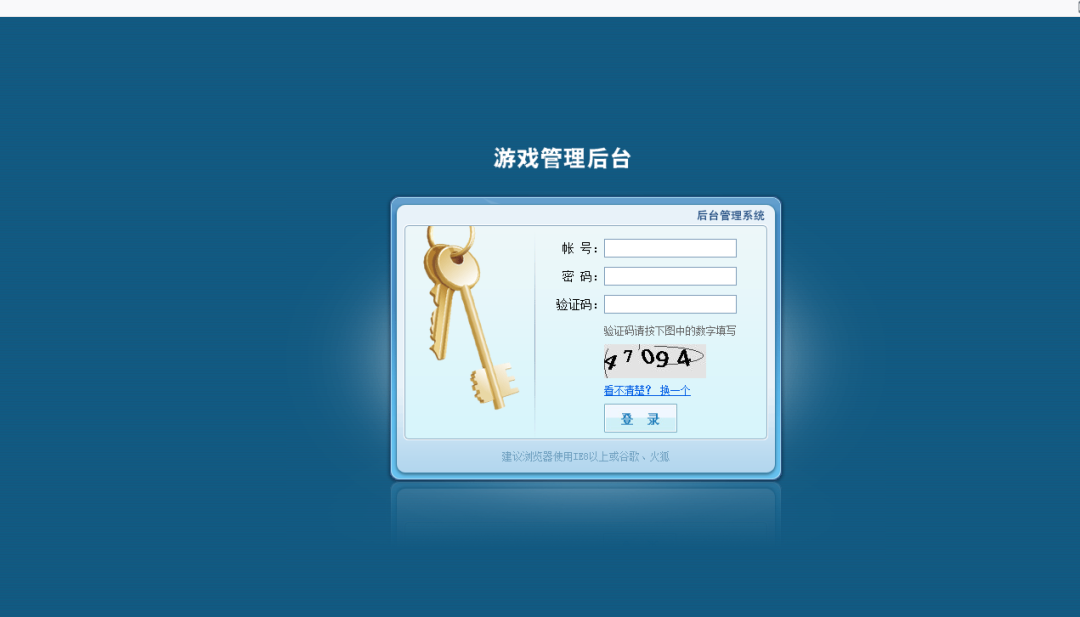 游戏管理后台
后台管理系统
帐 号：
密 码：
验证码：
验证码请按下图中的数字填写
47094
看不清楚? 换一个
登 录
建议浏览器使用IE8以上或谷歌、火狐